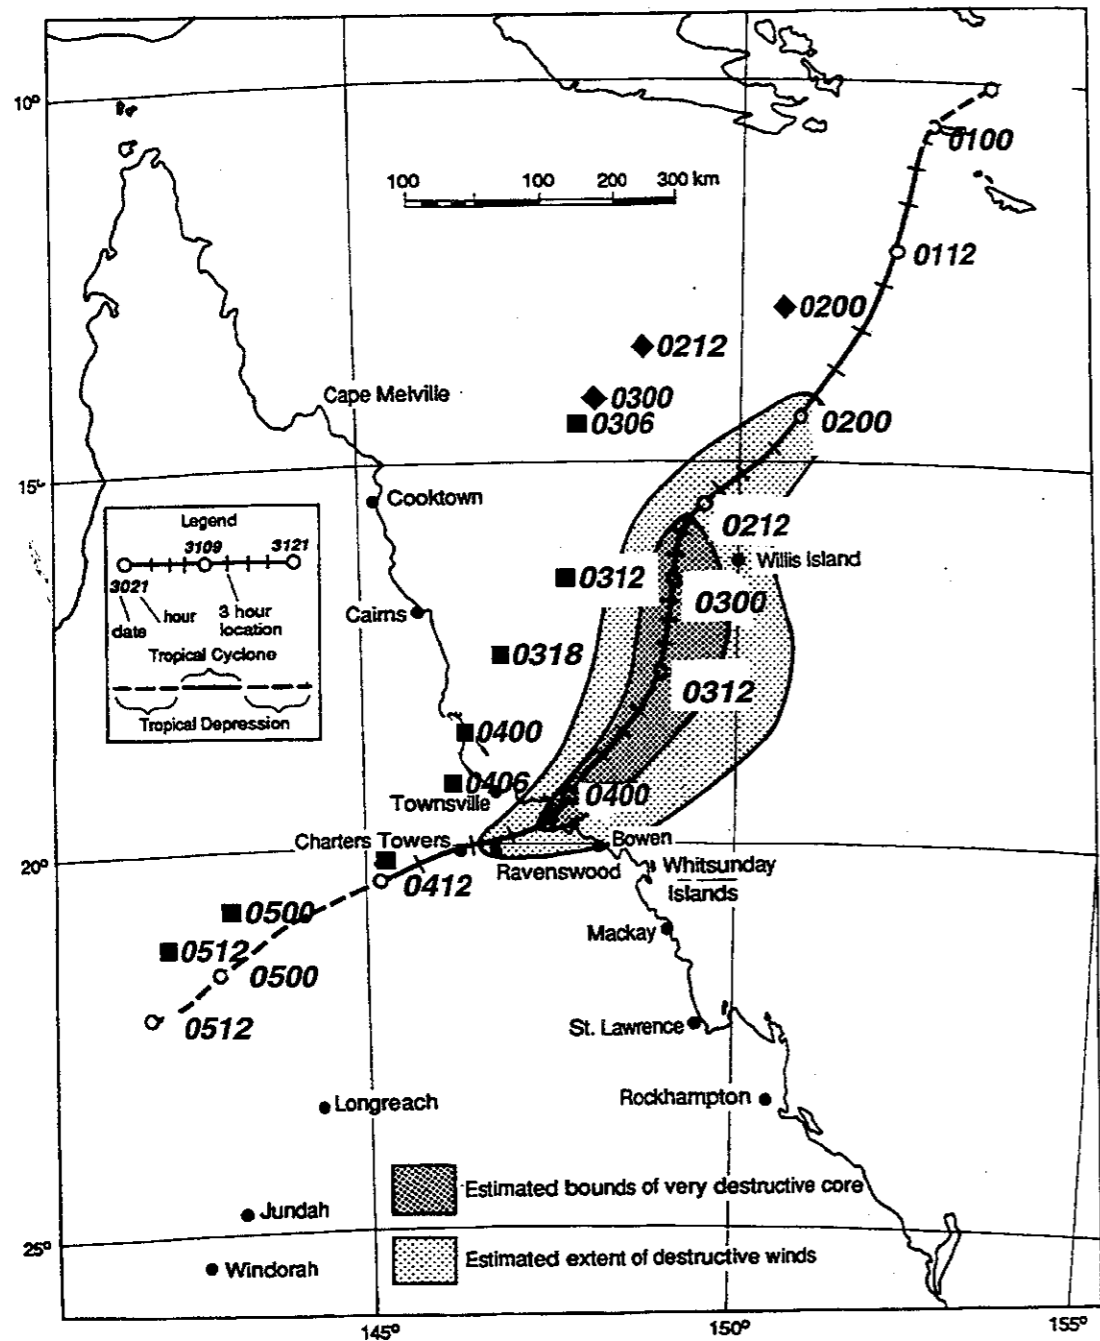 10°
0100
100 100 200 300 km
0112
0200
0212
0300
0306
Cape Melville
0200
15°
Cooktown
0212
Willis Island
Legend
3109 3121
3021
hour
date
3 hour
location
Tropical Cyclone
Tropical Depression
0312
0300
Cairns
0318
0312
0400
0406
0400
Townsville
Charters Towers
Bowen
20°
Ravenswood
Whitsunday
Islands
0412
0500
Mackay
0512
0500
0512
St. Lawrence
Longreach
Rockhampton
Estimated bounds of very destructive core
Jundah
25°
Estimated extent of destructive winds
Windorah
145° 150° 155°